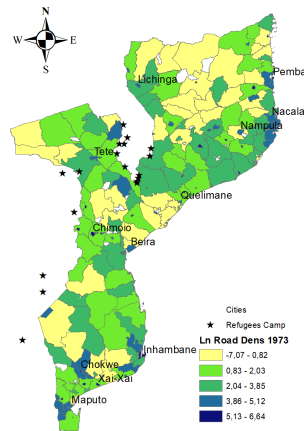 N
W E
S
Pemba
Lichinga
Nacala
Nampula
Tete
Quelimane
Chimoio
Beira
Inhambane
Chokwe
Xai-Xai
Maputo
Cities
Refugees Camp
Ln Road Dens 1973
-7,07 - 0,82
0,83 - 2,03
2,04 - 3,85
3,86 - 5,12
5,13 - 6,64